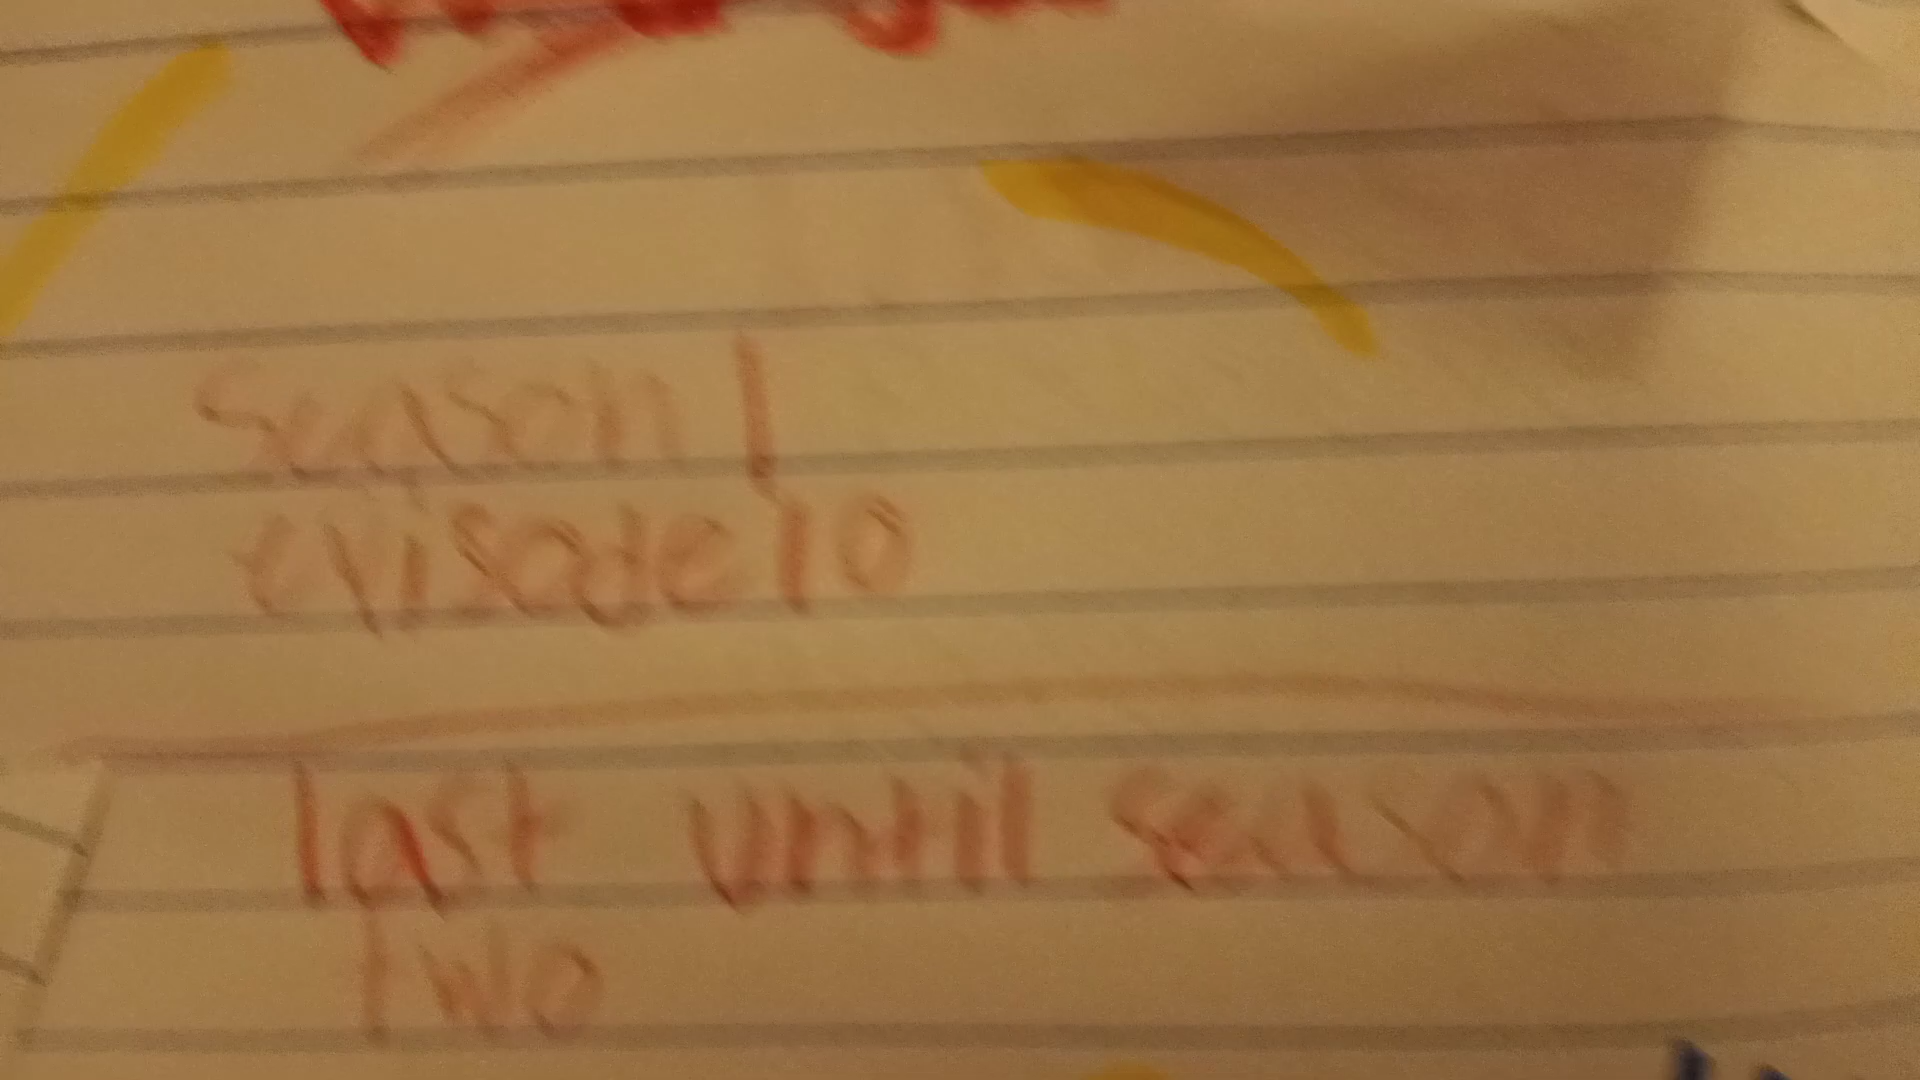 season 1
episode 10
last until season
Two